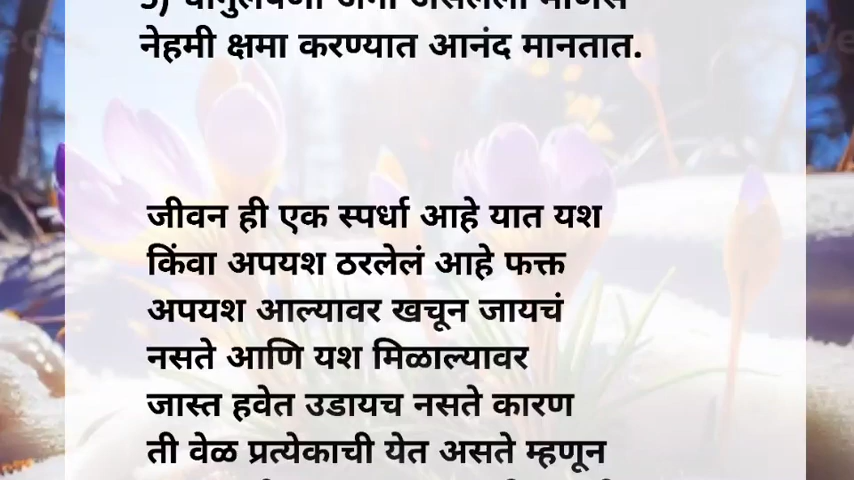 नेहमी क्षमा करण्यात आनंद मानतात.
जीवन ही एक स्पर्धा आहे यात यश
किंवा अपयश ठरलेलं आहे फक्त
अपयश आल्यावर खचून जायचं
नसते आणि यश मिळाल्यावर
जास्त हवेत उडायच नसते कारण
ती वेळ प्रत्येकाची येत असते म्हणून